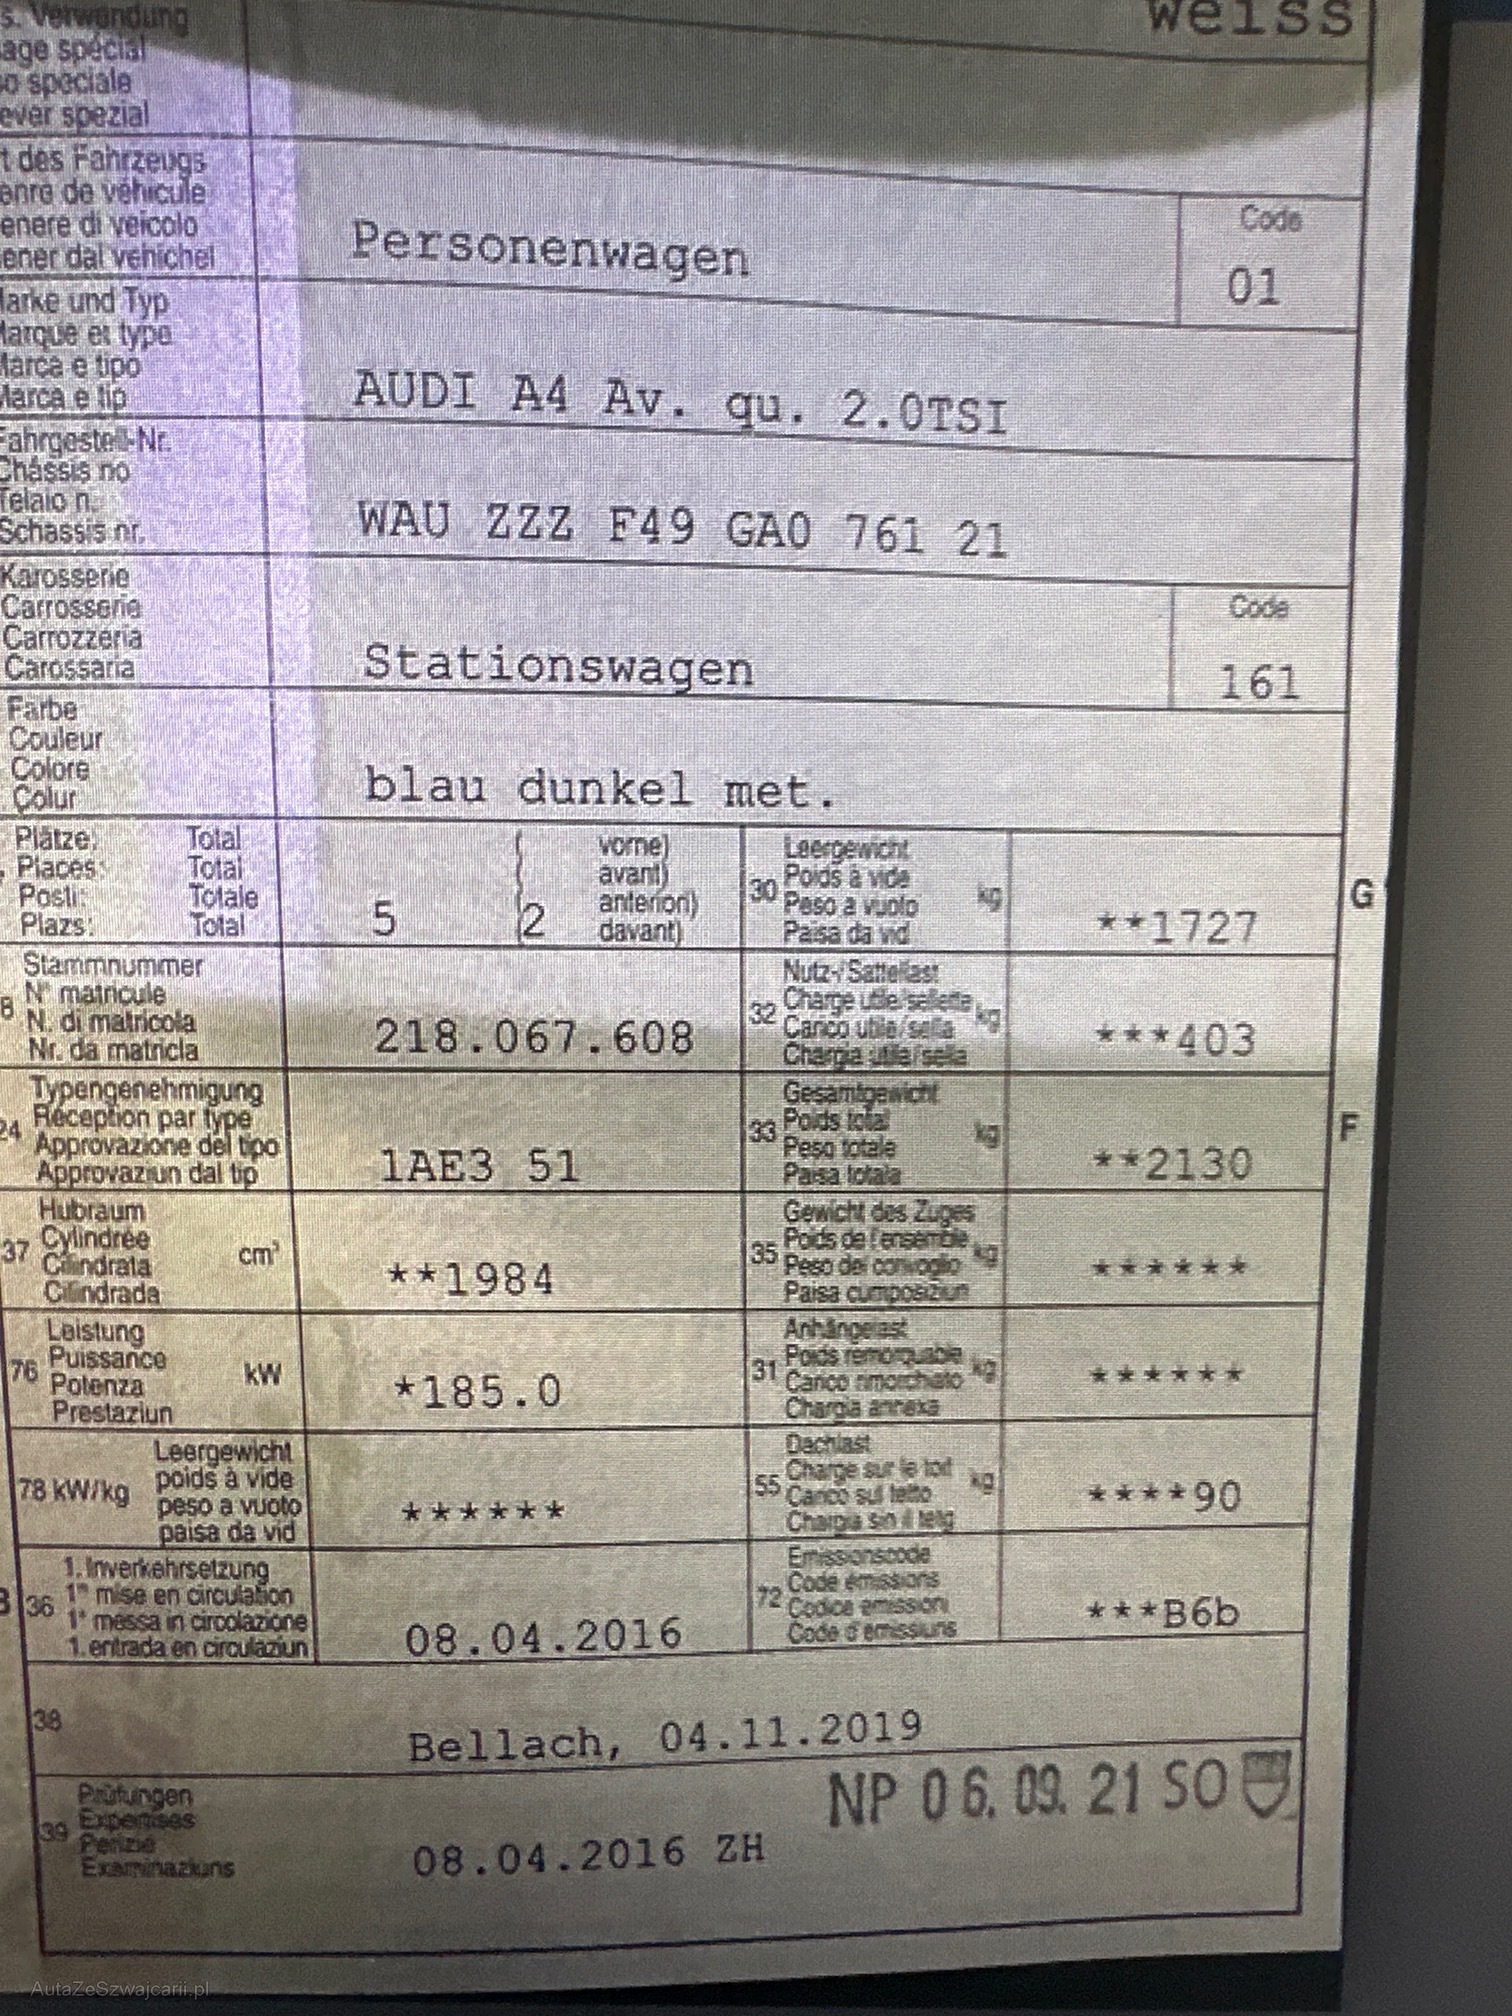 s. Verwendung
age spécial
so speciale
ever spezial
weiss
t des Fahrzeugs
enre de véhicule
enere di veicolo
ener dal vehichel
Personenwagen
Code
01
Marke und Typ
Marque et type
Marca e tipo
Marca e tip
AUDI A4 Av. qu. 2.0TSI
Fahrgestell-Nr.
Châssis no
Telaio n.
Schassis nr.
WAU ZZZ F49 GA0 761 21
Karosserie
Carrosserie
Carrozzeria
Carossaria
Stationswagen
Code
161
Farbe
Couleur
Colore
Colur
blau dunkel met.
Plätze: Total
Places: Total
Posti: Totale
Plazs: Total
5
2
vorne)
avant)
anteriori)
davant)
30
Leergewicht
Poids à vide
Peso a vuoto
Paisa da vid
kg
**1727
G
8
Stammnummer
N° matricule
N. di matricola
Nr. da matricla
218.067.608
32
Nutz-/Sattellast
Charge utile/sellette
Carico utile/sella
Chargia utila/sella
kg
***403
24
Typengenehmigung
Réception par type
Approvazione del tipo
Approvaziun dal tip
1AE3 51
33
Gesamtgewicht
Poids total
Peso totale
Paisa totala
kg
**2130
F
37
Hubraum
Cylindrée
Cilindrata
Cilindrada
cm³
**1984
35
Gewicht des Zuges
Poids de l'ensemble
Peso del convoglio
Paisa cumposiziun
kg
******
76
Leistung
Puissance
Potenza
Prestaziun
kW
*185.0
31
Anhängelast
Poids remorquable
Carico rimorchiato
Chargia annexa
kg
******
78 kW/kg
Leergewicht
poids à vide
peso a vuoto
paisa da vid
******
55
Dachlast
Charge sur le toit
Carico sul tetto
Chargia sin il tetg
kg
****90
B
36
1. Inverkehrsetzung
1re mise en circulation
1a messa in circolazione
1. entrada en circulaziun
08.04.2016
72
Emissionscode
Code émissions
Codice emissioni
Code d'emissiuns
***B6b
38
Bellach, 04.11.2019
NP 06.09.21 SO
39
Prüfungen
Expertises
Perizie
Examinaziuns
08.04.2016 ZH
AutaZeSzwajcarii.pl